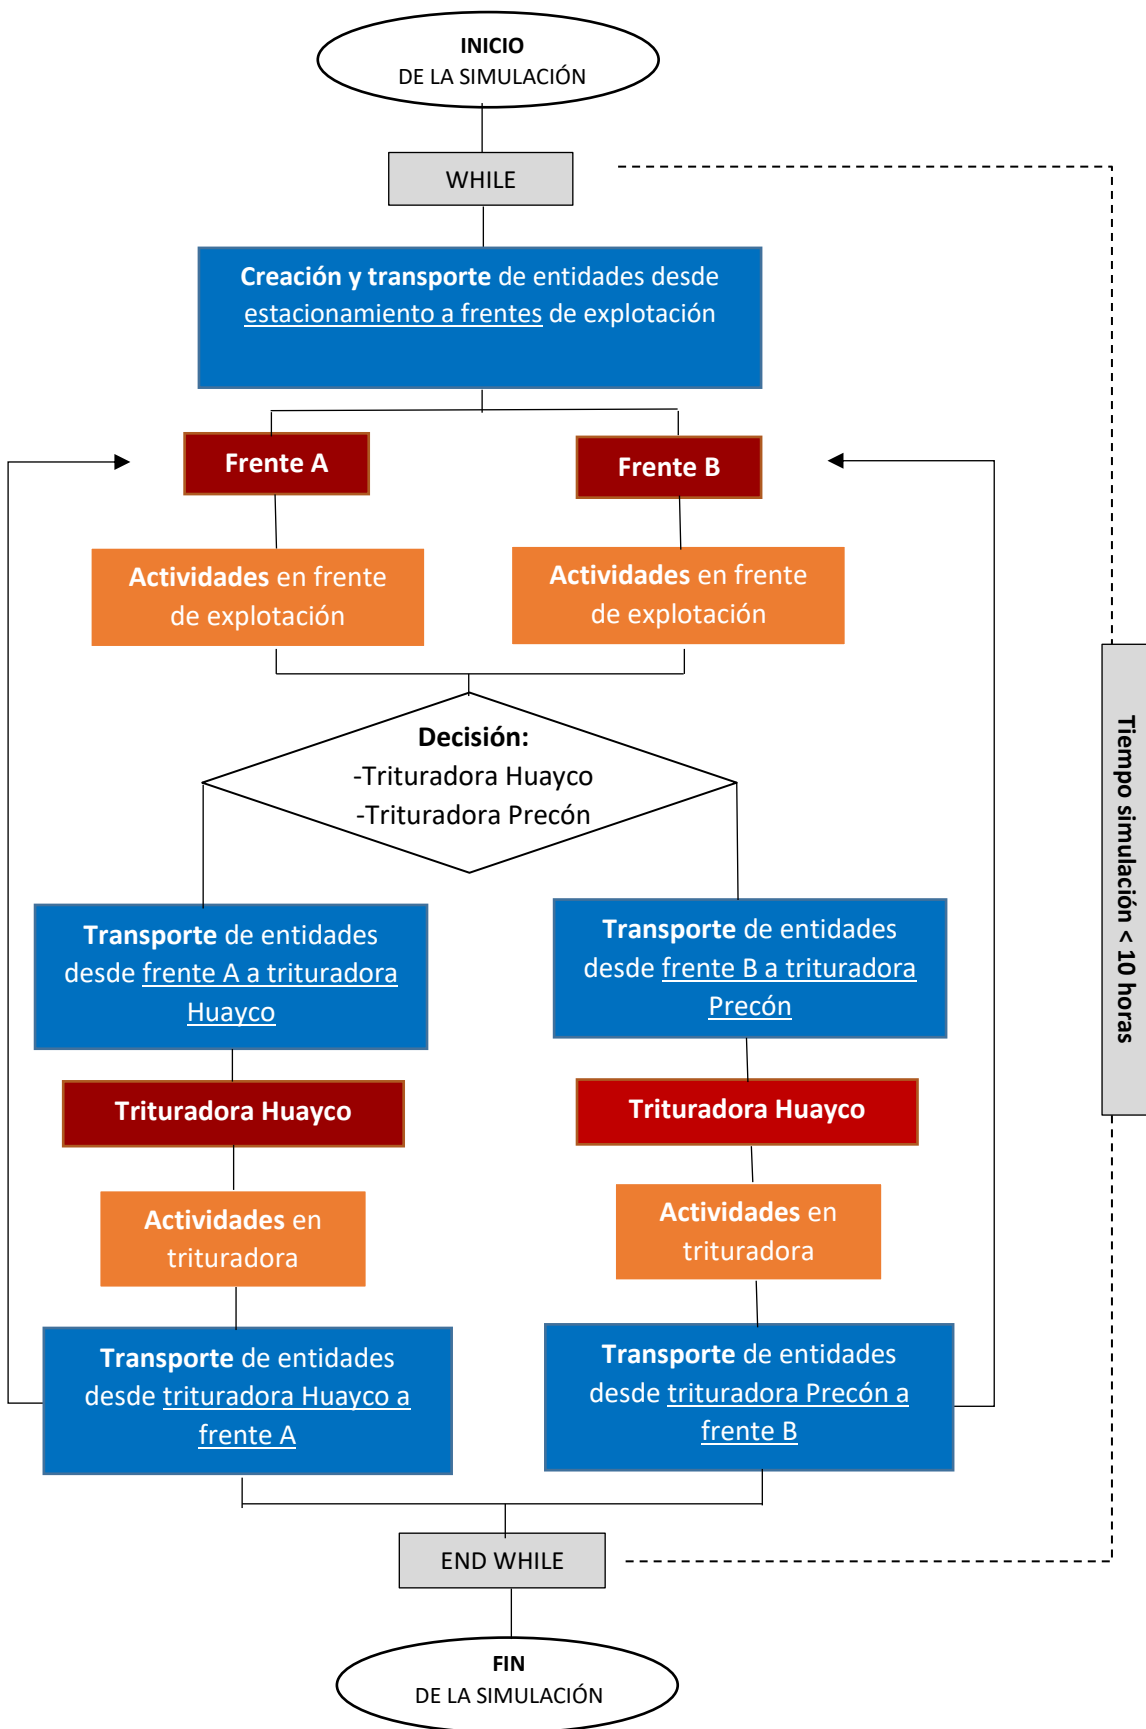 INICIO
DE LA SIMULACIÓN
WHILE
Creación y transporte de entidades desde
estacionamiento a frentes de explotación
Frente A
Frente B
Actividades en frente
de explotación
Actividades en frente
de explotación
Decisión:
-Trituradora Huayco
-Trituradora Precón
Tiempo simulación < 10 horas
Transporte de entidades
desde frente A a trituradora
Huayco
Transporte de entidades
desde frente B a trituradora
Precón
Trituradora Huayco
Trituradora Huayco
Actividades en
trituradora
Actividades en
trituradora
Transporte de entidades
desde trituradora Huayco a
frente A
Transporte de entidades
desde trituradora Precón a
frente B
END WHILE
FIN
DE LA SIMULACIÓN